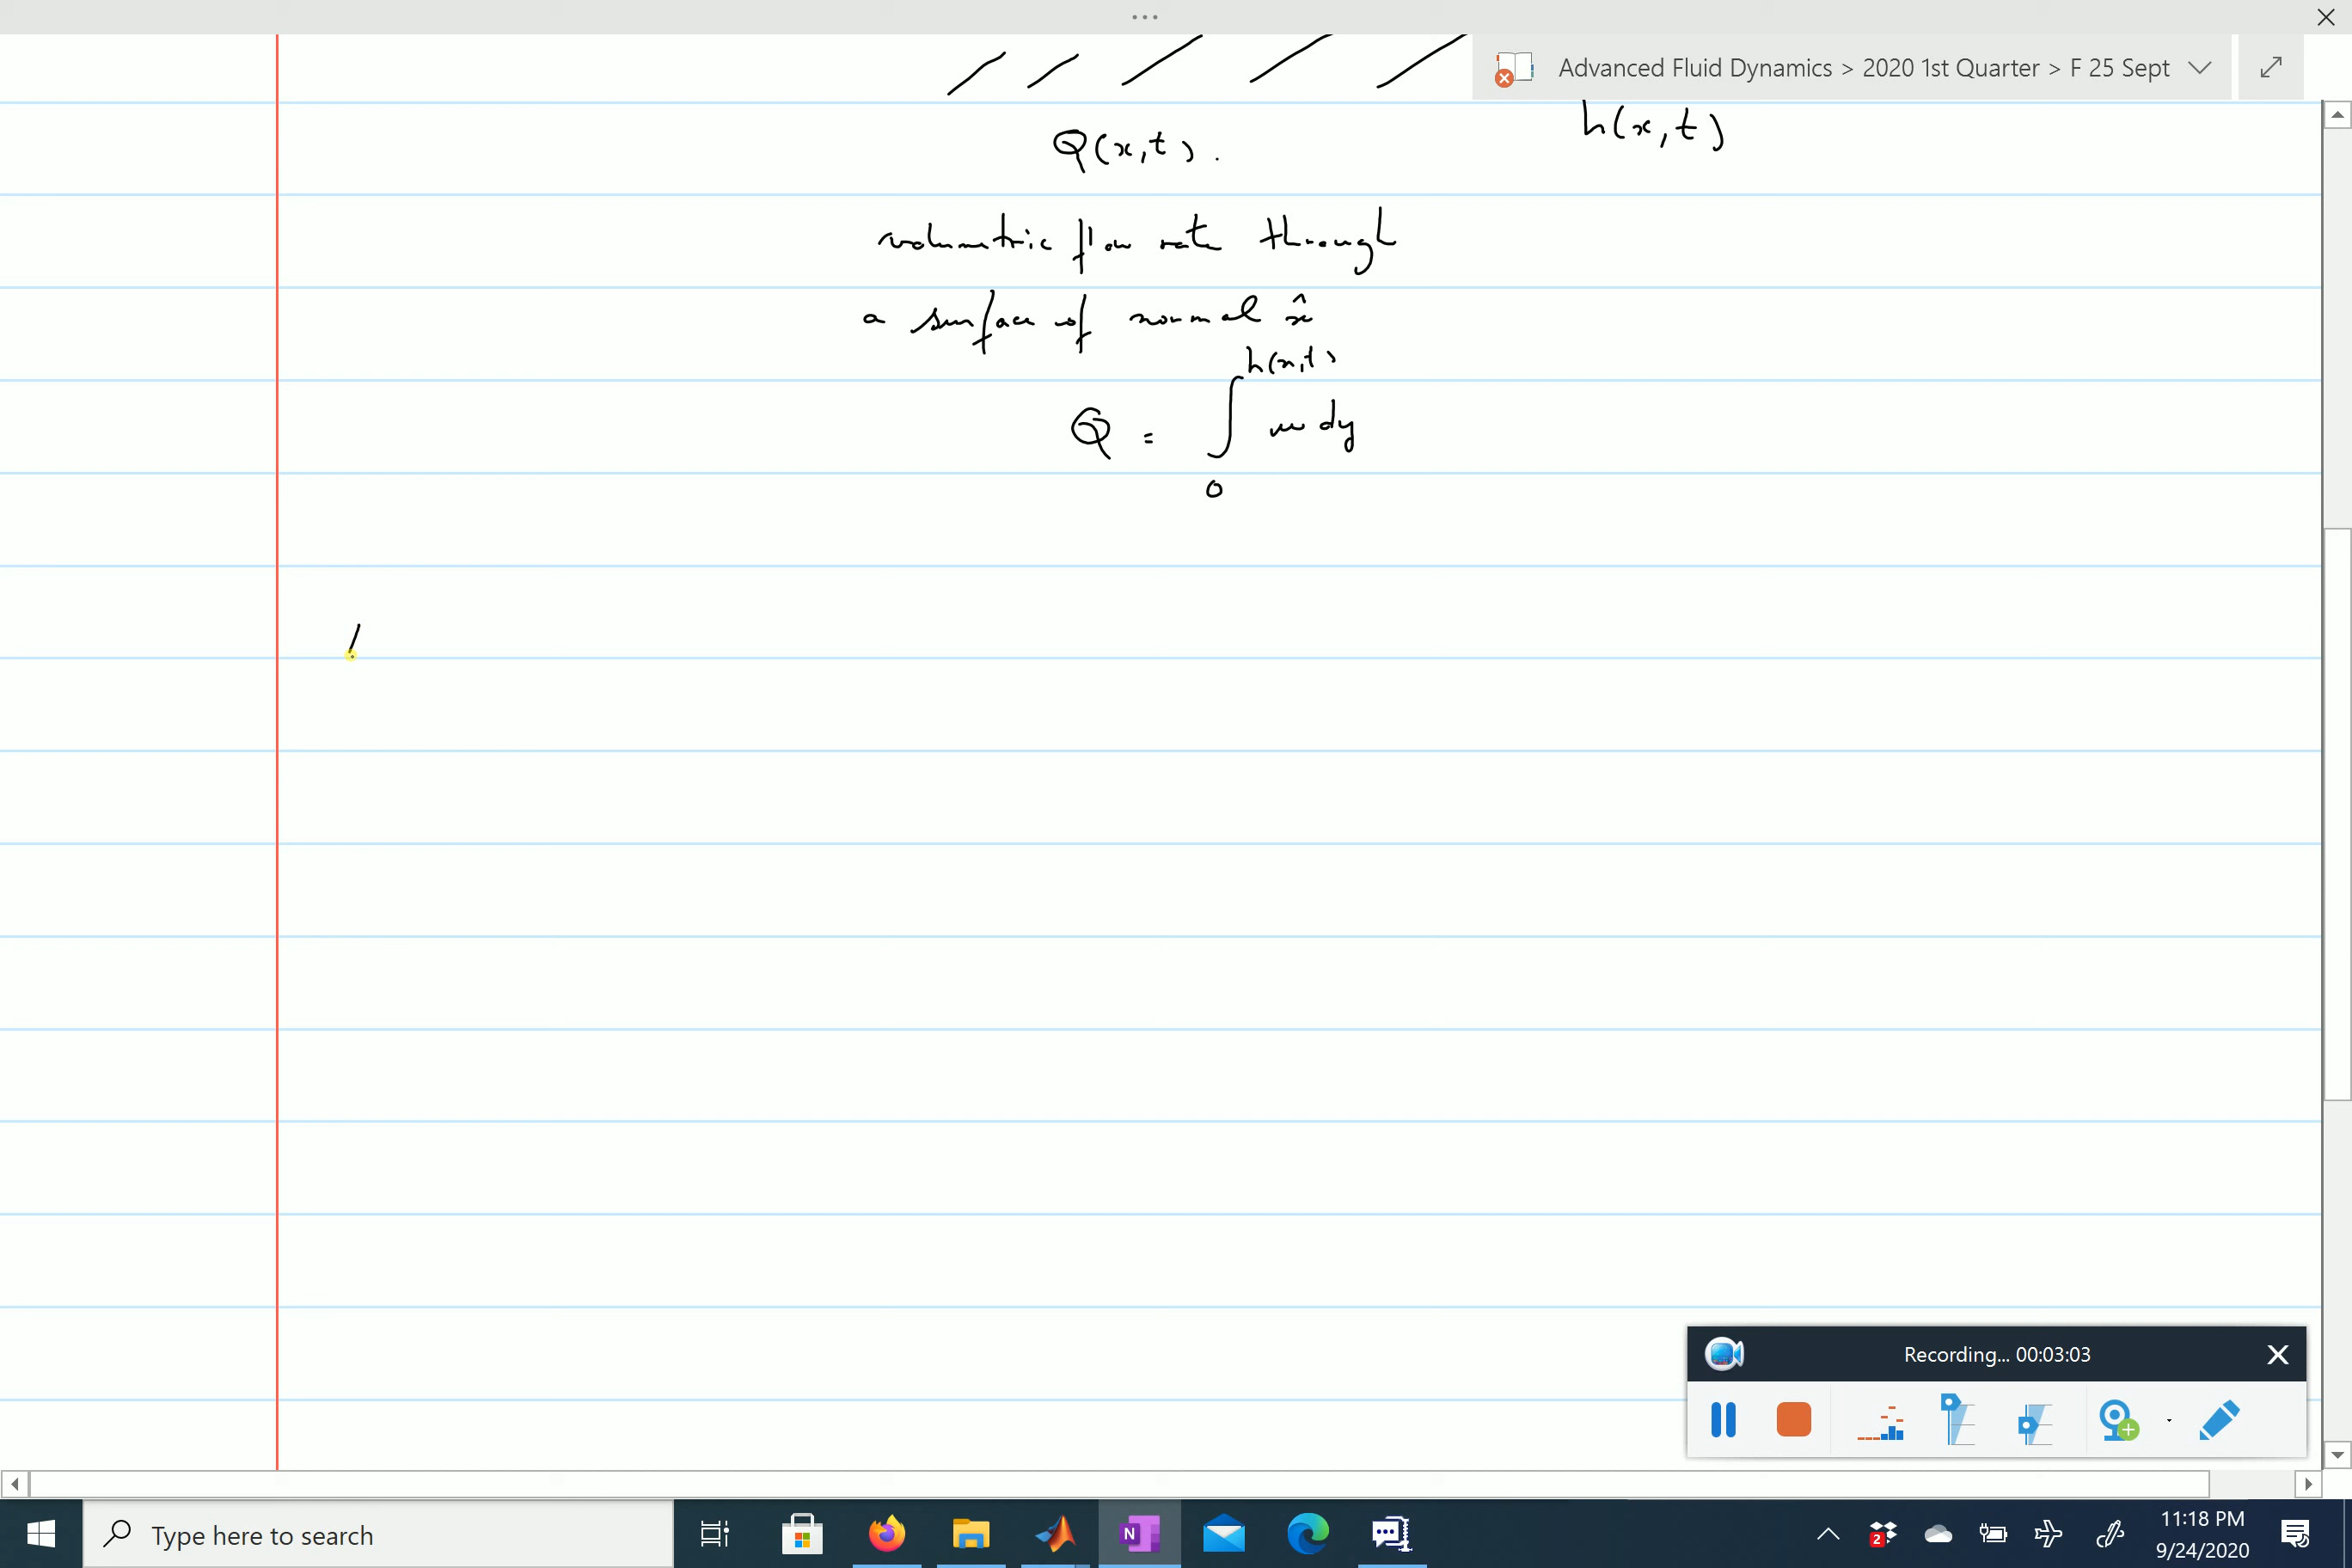 Advanced Fluid Dynamics > 2020 1st Quarter > F 25 Sept
h(x,t)
Q(x,t).
volumetric flow rate through
a surface of normal x̂
h(x,t)
Q = ∫ u dy
0
Recording... 00:03:03
Type here to search
N
2
11:18 PM
9/24/2020